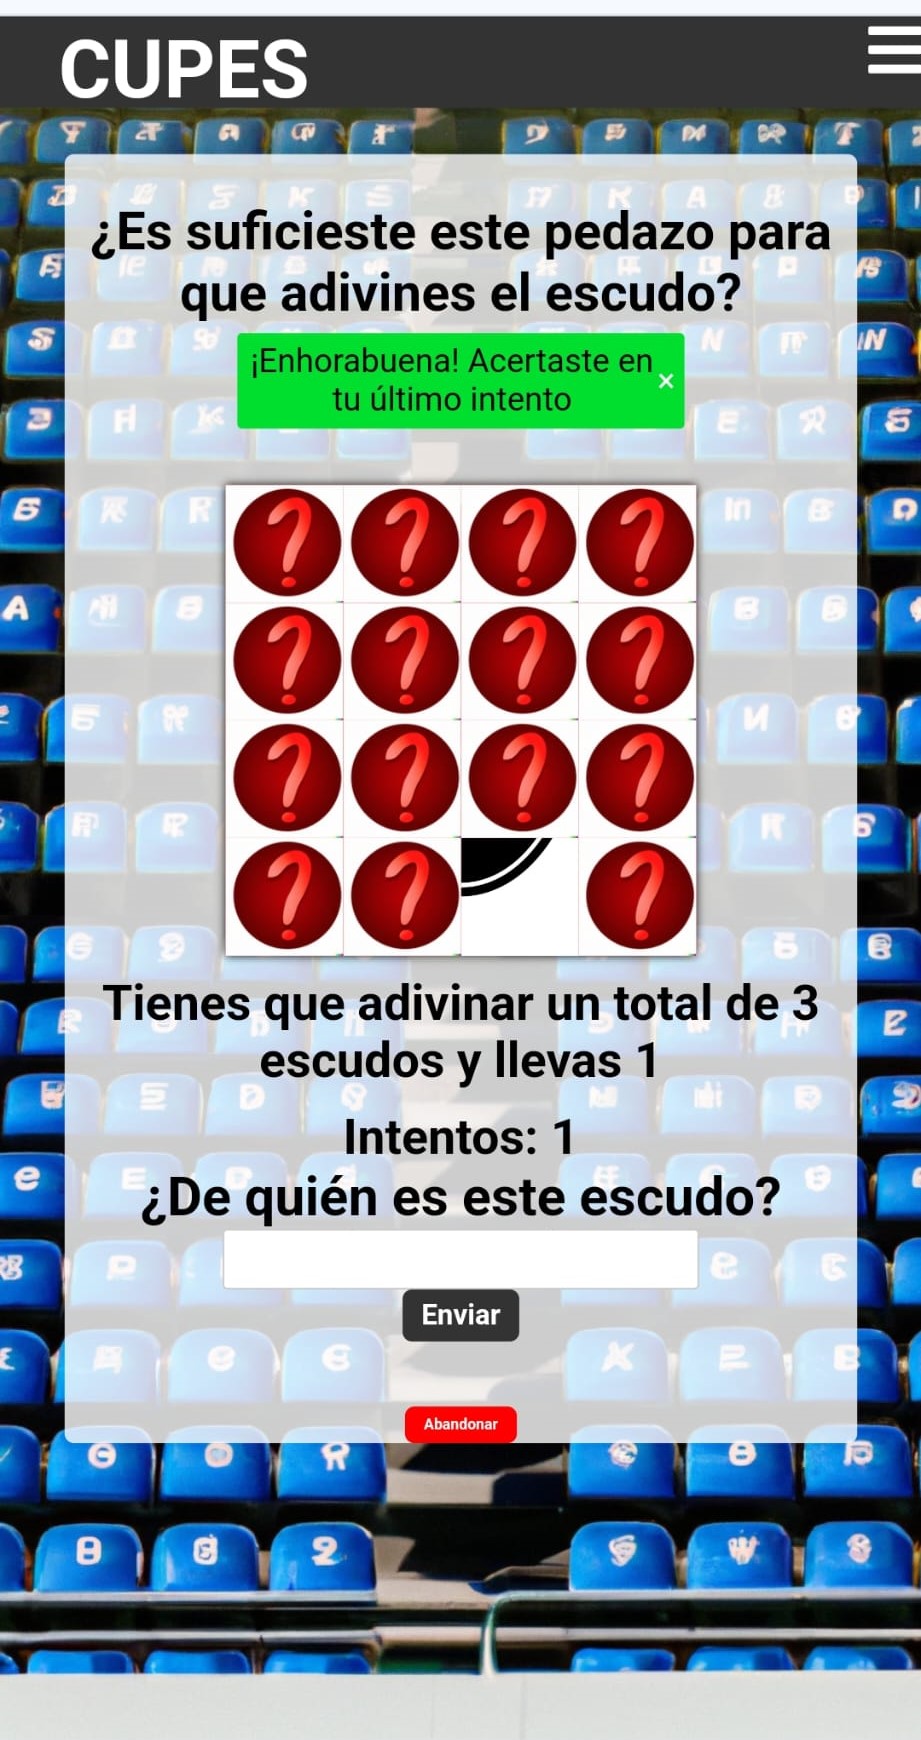 CUPES
¿Es suficieste este pedazo para
que adivines el escudo?
¡Enhorabuena! Acertaste en
tu último intento
×
Tienes que adivinar un total de 3
escudos y llevas 1
Intentos: 1
¿De quién es este escudo?
Enviar
Abandonar